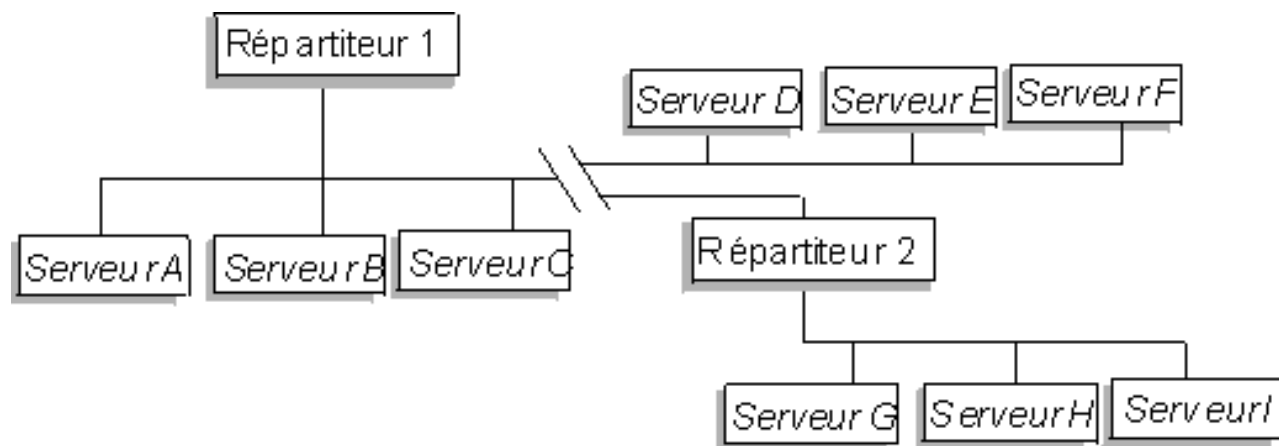 Répartiteur 1
Serveur D
Serveur E
Serveur F
Serveur A
Serveur B
Serveur C
Répartiteur 2
Serveur G
Serveur H
Serveur I